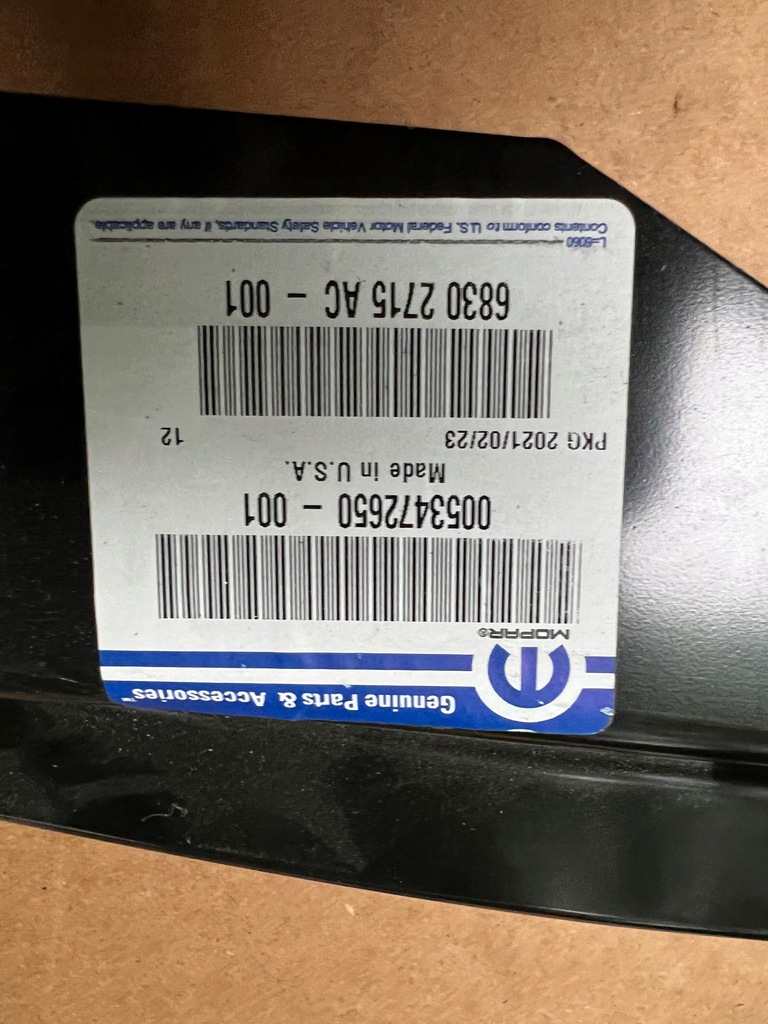 Genuine Parts & Accessories™
MOPAR®
0053472650 - 001
Made in U.S.A.
PKG 2021/02/23 12
6830 2715 AC - 001
L=6060
Contents conform to U.S. Federal Motor Vehicle Safety Standards, if any are applicable.